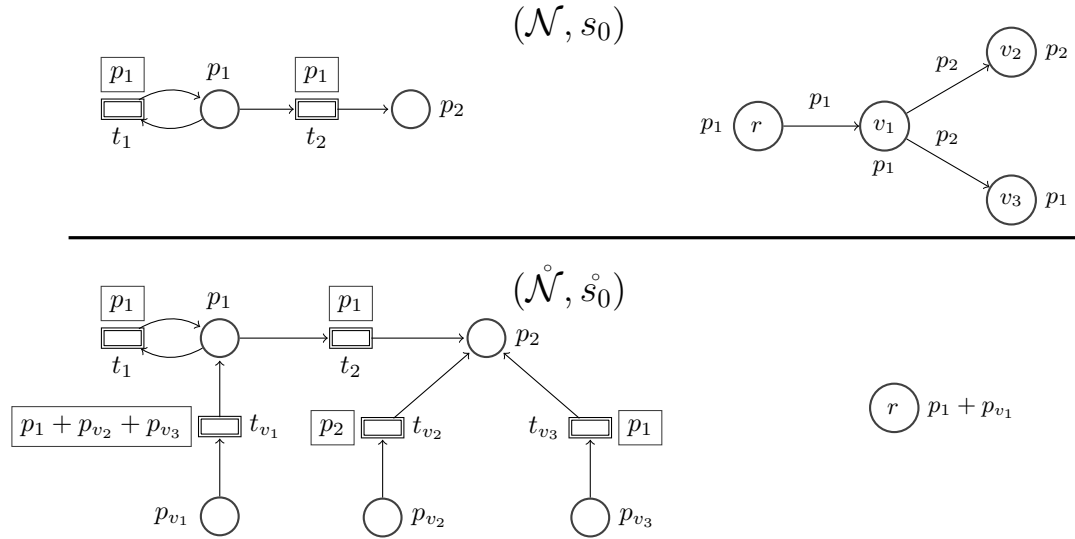 (𝒩, s₀)
p₁ p₁ p₁
p₂
t₁ t₂
p₁ r p₁ v₁ p₁
p₂ v₂ p₂
p₂ v₃ p₁
(𝒩̊, s̊₀)
p₁ p₁ p₁
p₂
t₁ t₂
p₁ + p_{v₂} + p_{v₃} t_{v₁} p₂ t_{v₂} t_{v₃} p₁
r p₁ + p_{v₁}
p_{v₁} p_{v₂} p_{v₃}